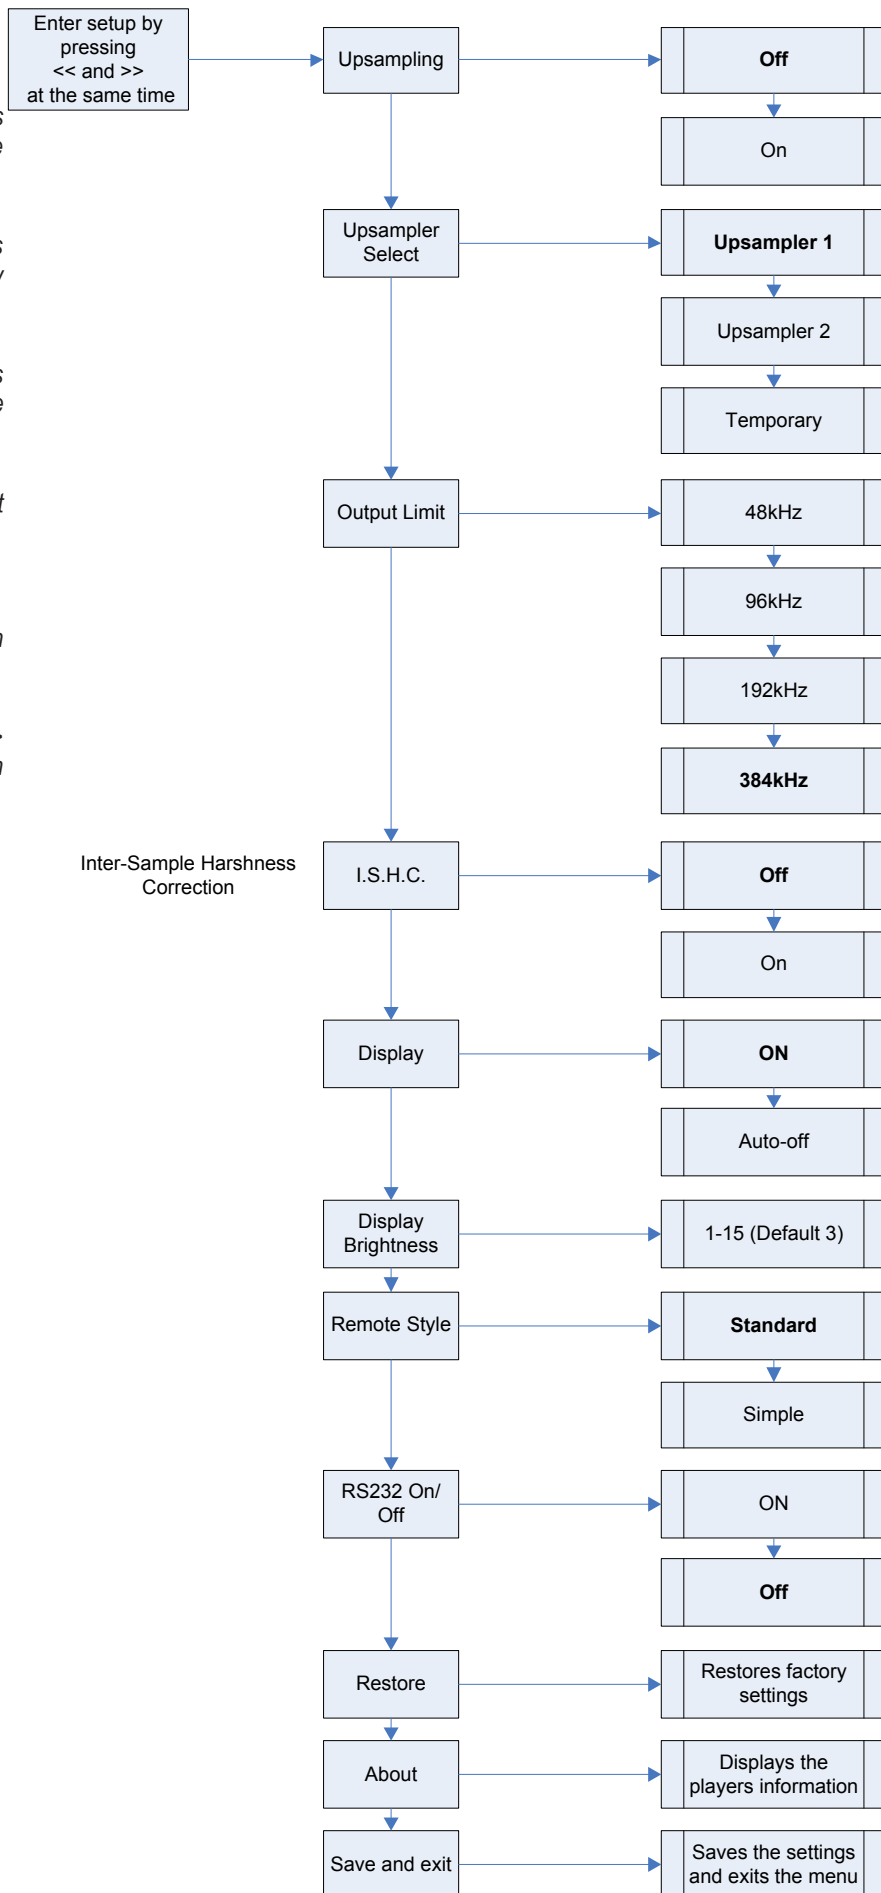 Enter setup by
pressing
<< and >>
at the same time
Upsampling
Off
On
Upsampler
Select
Upsampler 1
Upsampler 2
Temporary
Output Limit
48kHz
96kHz
192kHz
384kHz
Inter-Sample Harshness
Correction
I.S.H.C.
Off
On
Display
ON
Auto-off
Display
Brightness
1-15 (Default 3)
Remote Style
Standard
Simple
RS232 On/
Off
ON
Off
Restore
Restores factory
settings
About
Displays the
players information
Save and exit
Saves the settings
and exits the menu